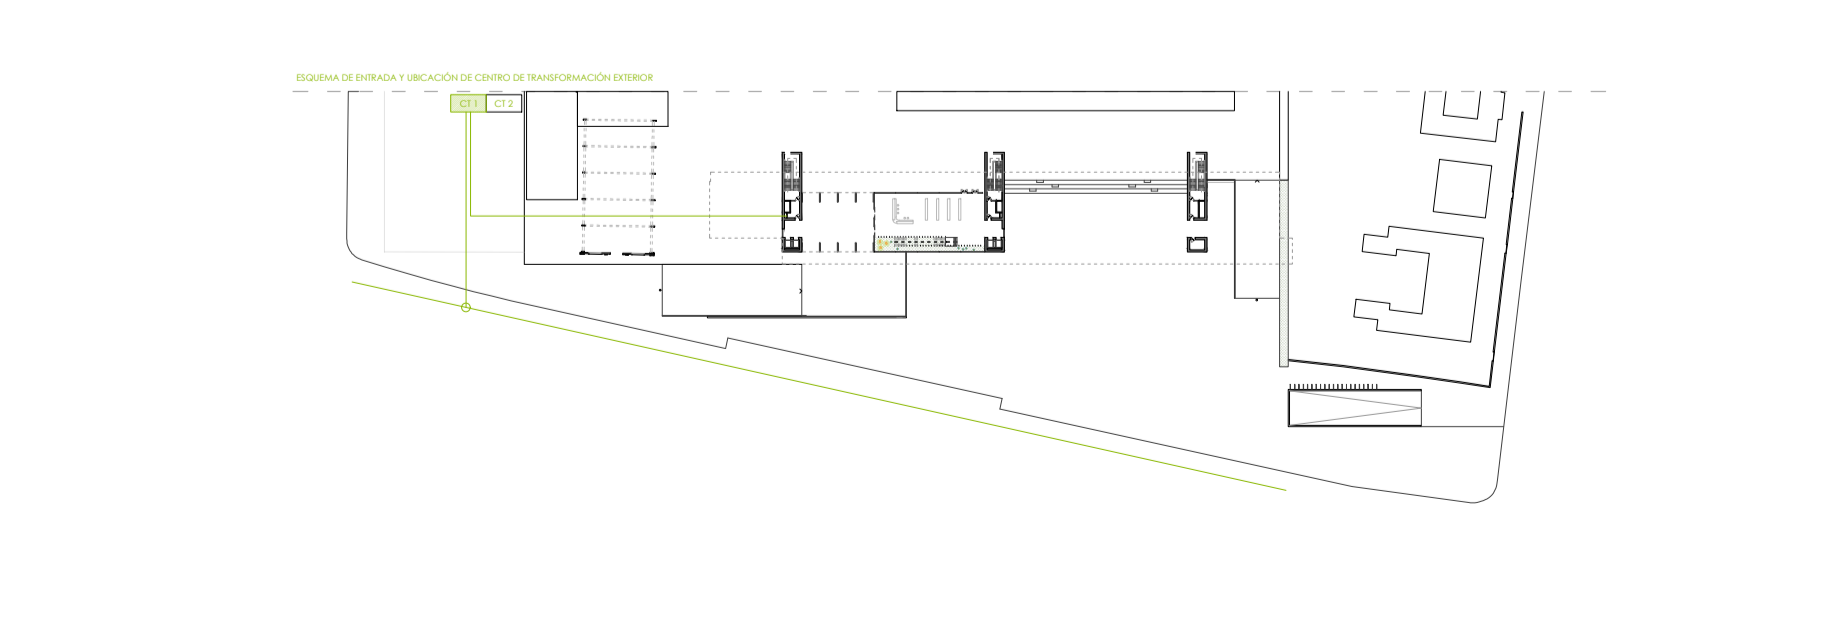 ESQUEMA DE ENTRADA Y UBICACIÓN DE CENTRO DE TRANSFORMACIÓN EXTERIOR
CT 1 CT 2